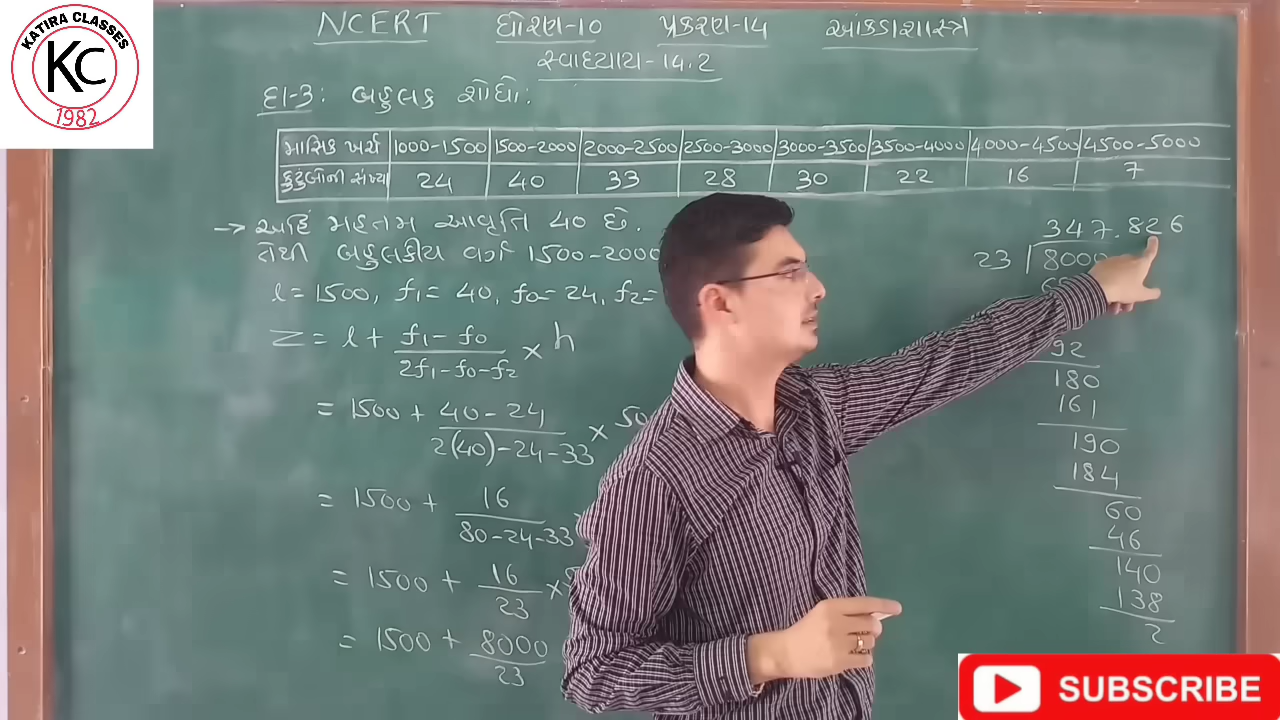 KATIRA CLASSES
KC
1982
NCERT ધોરણ-10 પ્રકરણ-14 આંકડાશાસ્ત્ર
સ્વાધ્યાય-14.2
દા-3: બહુલક શોધો:
માસિક ખર્ચ 1000-1500 1500-2000 2000-2500 2500-3000 3000-3500 3500-4000 4000-4500 4500-5000
કુટુંબોની સંખ્યા 24 40 33 28 30 22 16 7
→ અહિં મહતમ આવૃતિ 40 છે.
તેથી બહુલકીય વર્ગ 1500-2000
l = 1500, f1 = 40, f0 = 24, f2 =
Z = l + f1 - f0 / 2f1 - f0 - f2 × h
= 1500 + 40 - 24 / 2(40) - 24 - 33 × 50
= 1500 + 16 / 80 - 24 - 33
= 1500 + 16 / 23 ×
= 1500 + 8000 / 23
347.826
23 8000
92
180
161
190
184
60
46
140
138
2
SUBSCRIBE